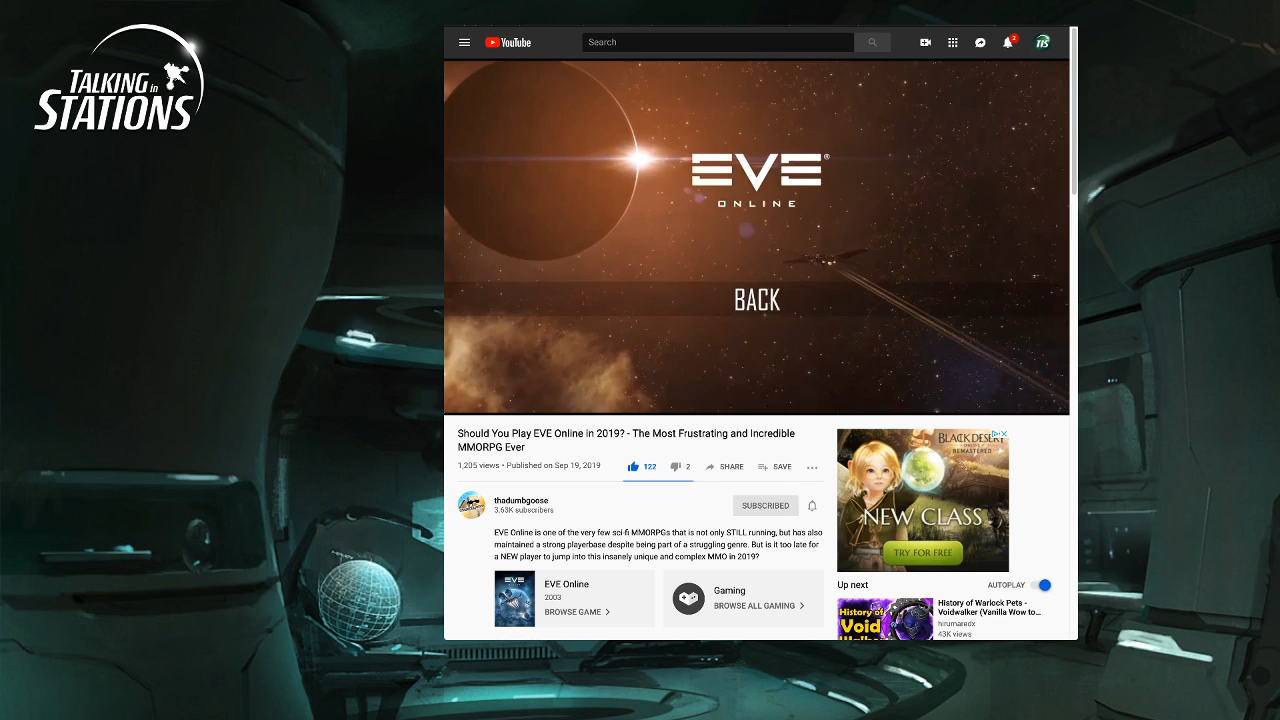 TALKING in
STATIONS
YouTube
Search
2
TIS
EVE®
ONLINE
BACK
Should You Play EVE Online in 2019? - The Most Frustrating and Incredible
MMORPG Ever
1,205 views • Published on Sep 19, 2019
122
2
SHARE
SAVE
thadumbgoose
3.63K subscribers
SUBSCRIBED
EVE Online is one of the very few sci-fi MMORPGs that is not only STILL running, but has also
maintained a strong playerbase despite being part of a struggling genre. But is it too late for
a NEW player to jump into this insanely unique and complex MMO in 2019?
EVE
EVE Online
2003
BROWSE GAME
Gaming
BROWSE ALL GAMING
BLACK DESERT
ONLINE
REMASTERED
NEW CLASS
TRY FOR FREE
Up next
AUTOPLAY
History of
Void
Walker
History of Warlock Pets -
Voidwalker (Vanilla Wow to...
hirumaredx
43K views